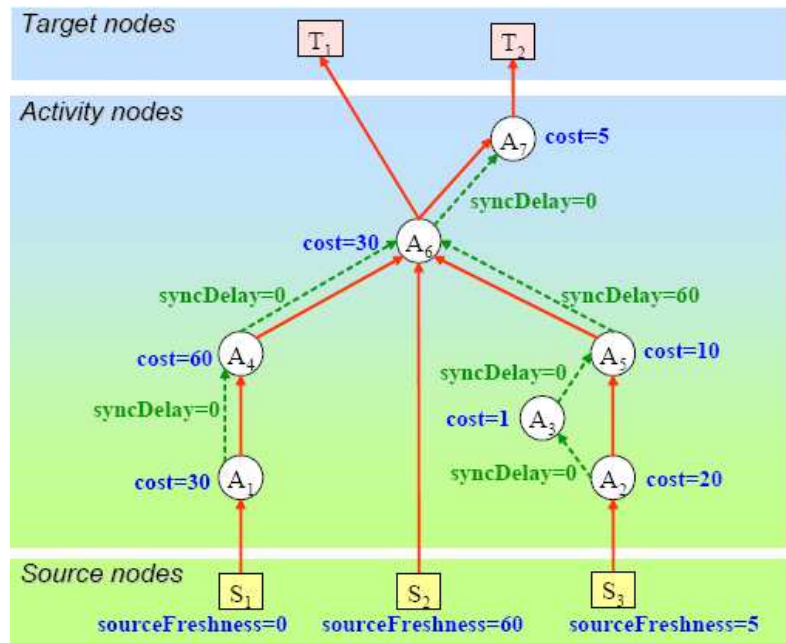 Target nodes
T1
T2
Activity nodes
A7
cost=5
syncDelay=0
cost=30
A6
syncDelay=0
syncDelay=60
cost=60
A4
A5
cost=10
syncDelay=0
syncDelay=0
cost=1
A3
cost=30
A1
syncDelay=0
A2
cost=20
Source nodes
S1
S2
S3
sourceFreshness=0
sourceFreshness=60
sourceFreshness=5